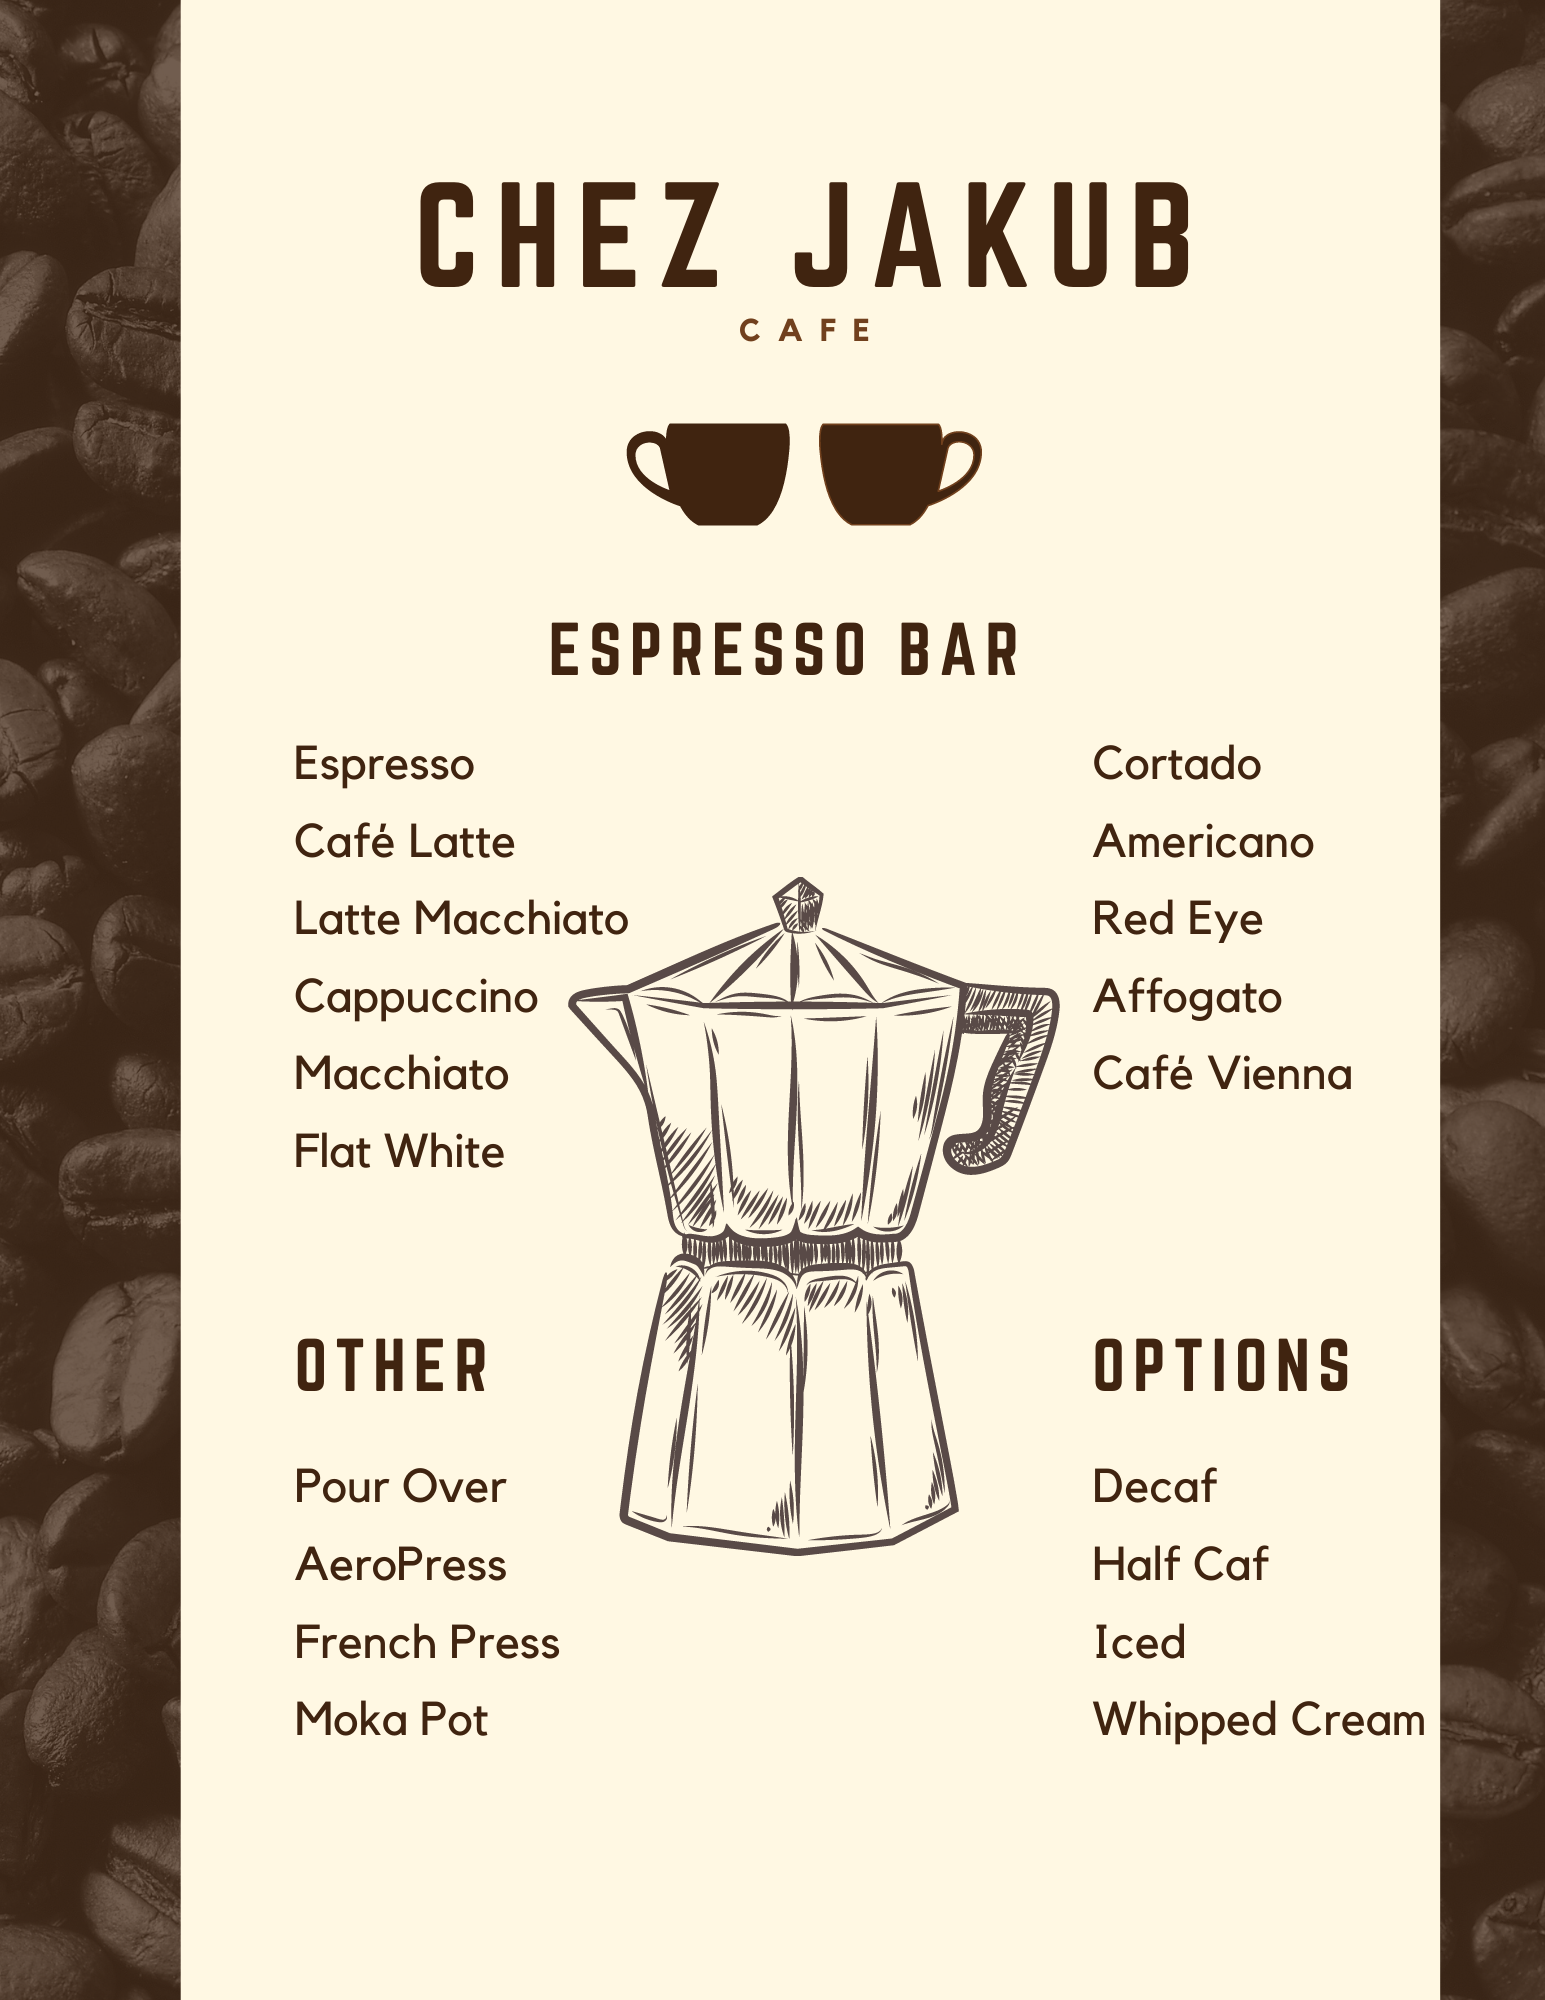 CHEZ JAKUB
CAFE
ESPRESSO BAR
Espresso
Café Latte
Latte Macchiato
Cappuccino
Macchiato
Flat White
Cortado
Americano
Red Eye
Affogato
Café Vienna
OTHER
Pour Over
AeroPress
French Press
Moka Pot
OPTIONS
Decaf
Half Caf
Iced
Whipped Cream